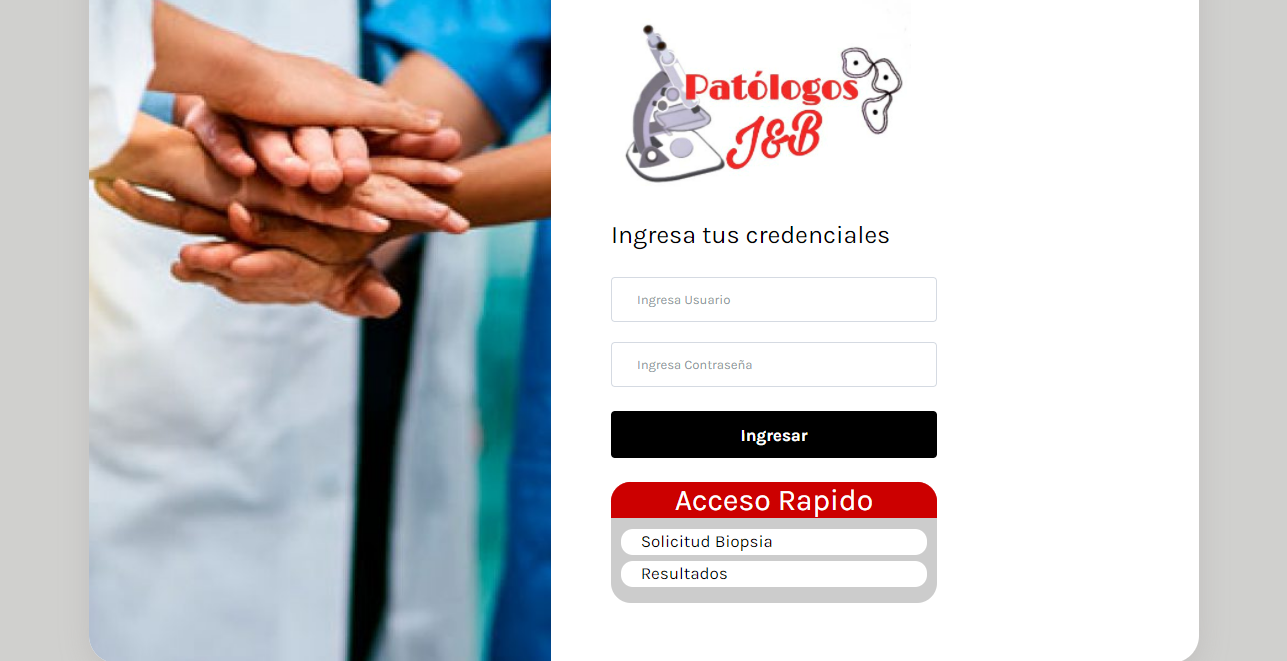 Patólogos
J&B
Ingresa tus credenciales
Ingresa Usuario
Ingresa Contraseña
Ingresar
Acceso Rapido
Solicitud Biopsia
Resultados